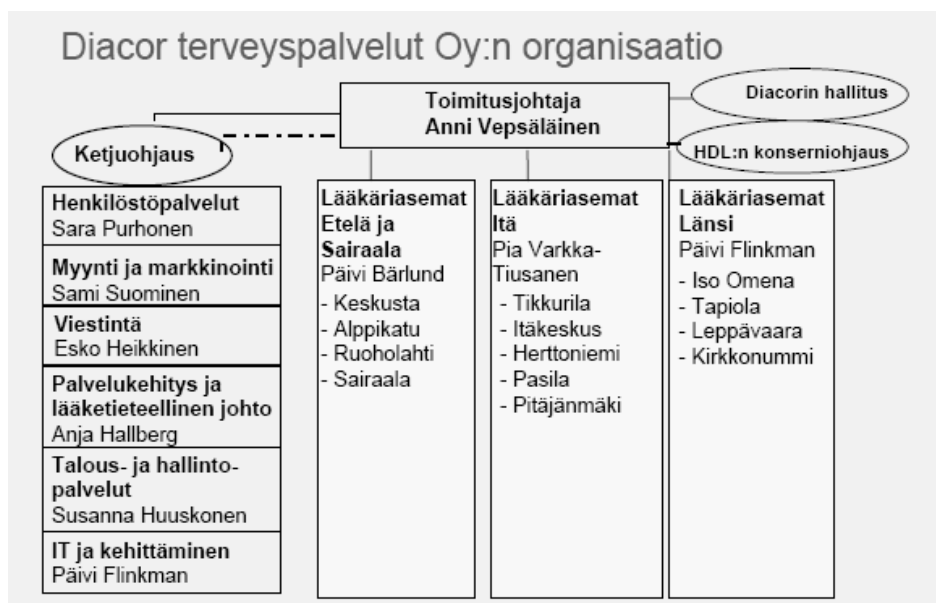 Diacor terveyspalvelut Oy:n organisaatio
Toimitusjohtaja
Anni Vepsäläinen
Diacorin hallitus
HDL:n konserniohjaus
Ketjuohjaus
Henkilöstöpalvelut
Sara Purhonen
Myynti ja markkinointi
Sami Suominen
Viestintä
Esko Heikkinen
Palvelukehitys ja
lääketieteellinen johto
Anja Hallberg
Talous- ja hallinto-
palvelut
Susanna Huuskonen
IT ja kehittäminen
Päivi Flinkman
Lääkäriasemat
Etelä ja
Sairaala
Päivi Bärlund
- Keskusta
- Alppikatu
- Ruoholahti
- Sairaala
Lääkäriasemat
Itä
Pia Varkka-
Tiusanen
- Tikkurila
- Itäkeskus
- Herttoniemi
- Pasila
- Pitäjänmäki
Lääkäriasemat
Länsi
Päivi Flinkman
- Iso Omena
- Tapiola
- Leppävaara
- Kirkkonummi